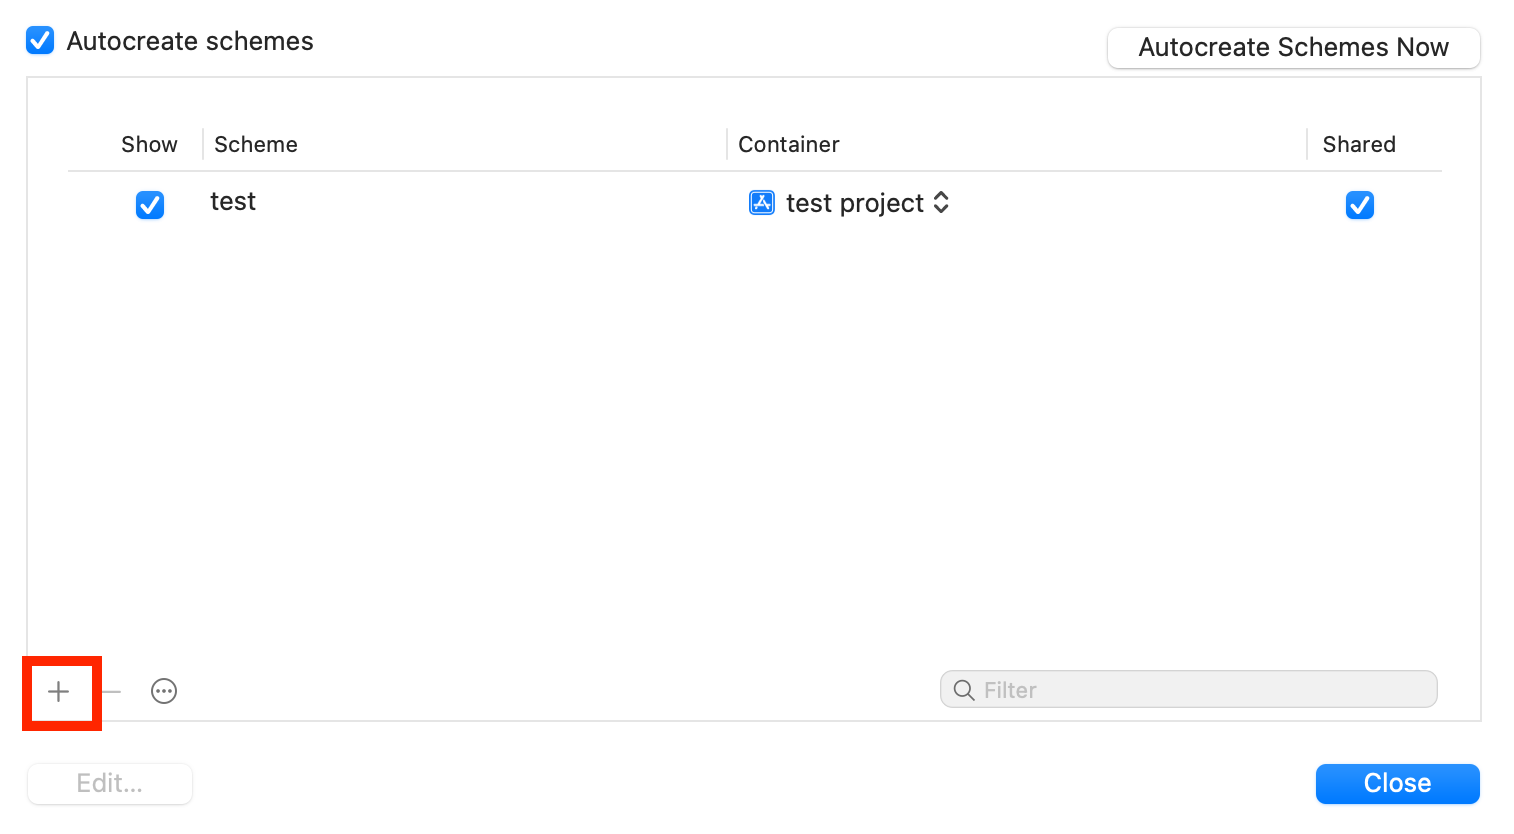 Autocreate schemes
Autocreate Schemes Now
Show Scheme Container Shared
test test project
Filter
Edit...
Close